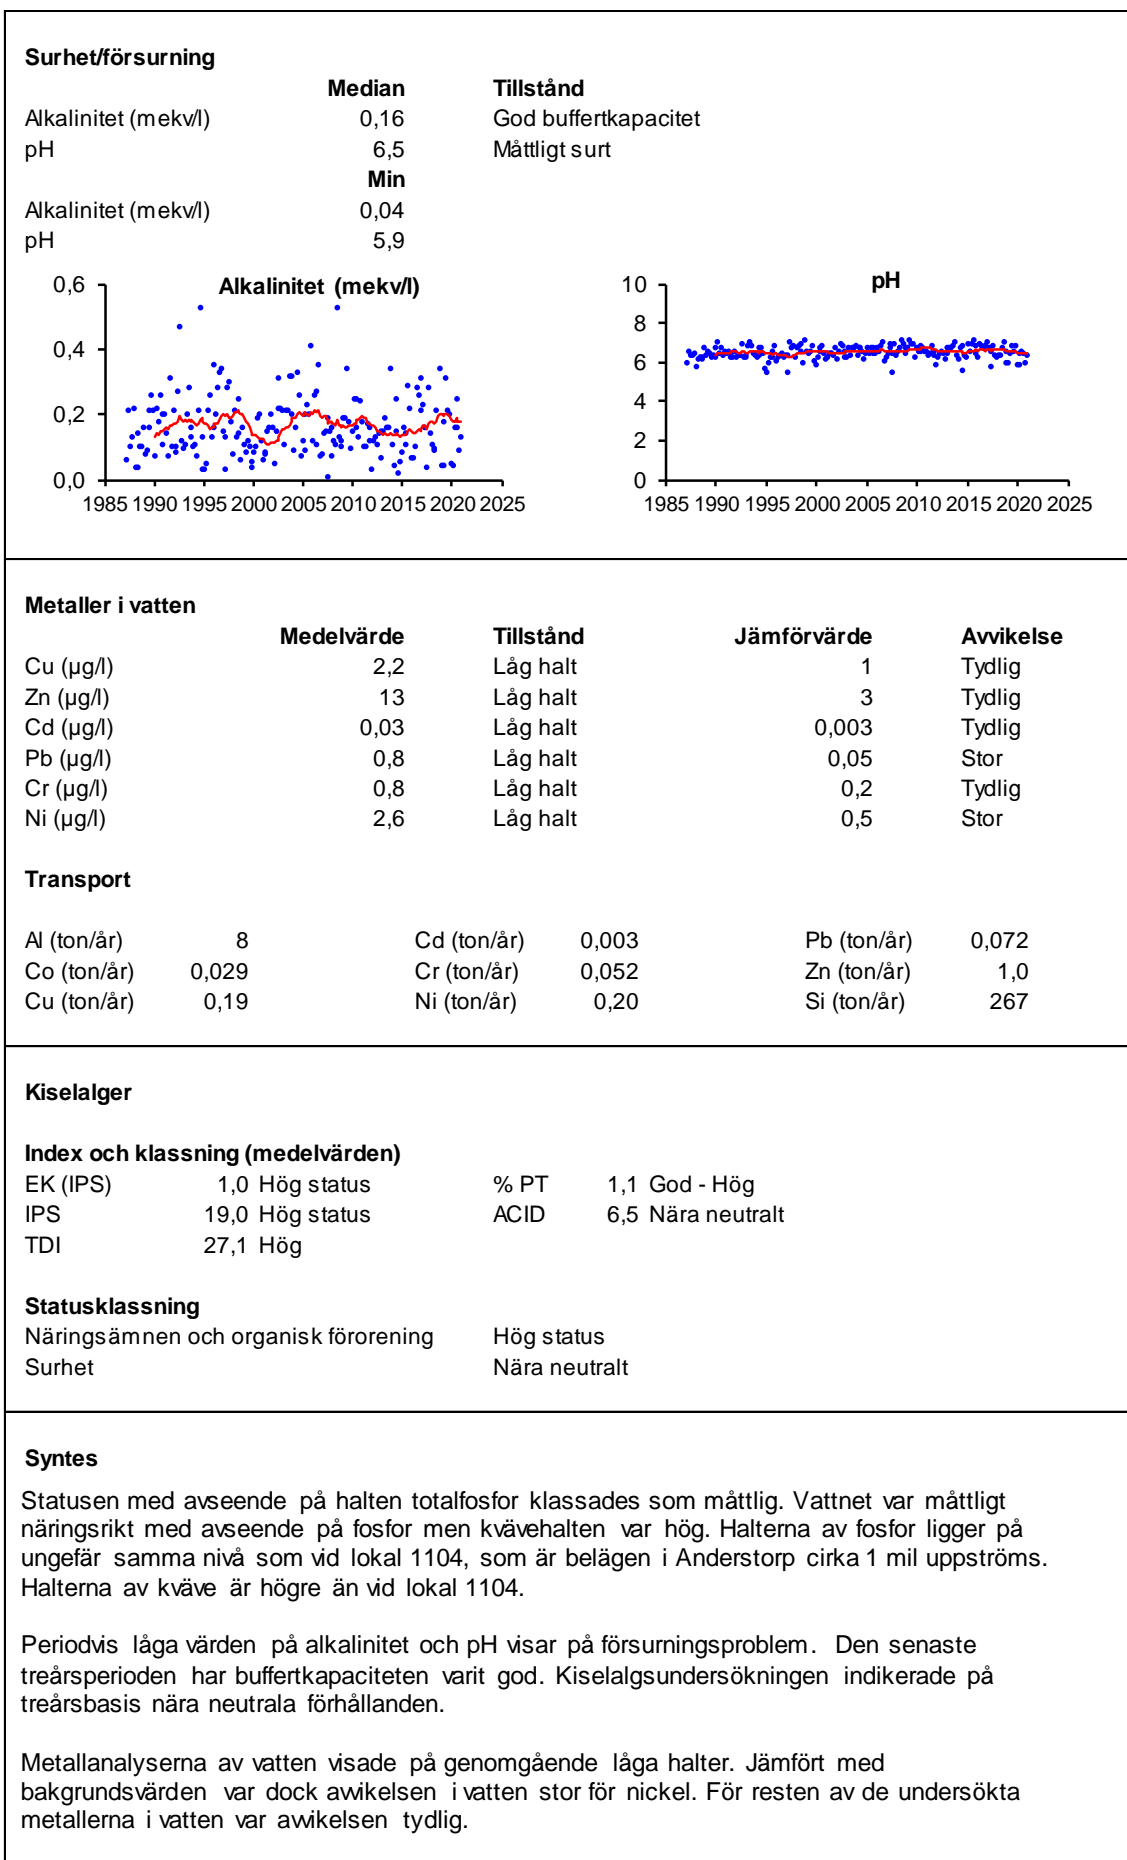 Surhet/försurning
Median Tillstånd
Alkalinitet (mekv/l) 0,16 God buffertkapacitet
pH 6,5 Måttligt surt
Min
Alkalinitet (mekv/l) 0,04
pH 5,9
Alkalinitet (mekv/l)
0,6
0,4
0,2
0,0
1985 1990 1995 2000 2005 2010 2015 2020 2025
pH
10
8
6
4
2
0
1985 1990 1995 2000 2005 2010 2015 2020 2025
Metaller i vatten
Medelvärde Tillstånd Jämförvärde Avvikelse
Cu (µg/l) 2,2 Låg halt 1 Tydlig
Zn (µg/l) 13 Låg halt 3 Tydlig
Cd (µg/l) 0,03 Låg halt 0,003 Tydlig
Pb (µg/l) 0,8 Låg halt 0,05 Stor
Cr (µg/l) 0,8 Låg halt 0,2 Tydlig
Ni (µg/l) 2,6 Låg halt 0,5 Stor
Transport
Al (ton/år) 8 Cd (ton/år) 0,003 Pb (ton/år) 0,072
Co (ton/år) 0,029 Cr (ton/år) 0,052 Zn (ton/år) 1,0
Cu (ton/år) 0,19 Ni (ton/år) 0,20 Si (ton/år) 267
Kiselalger
Index och klassning (medelvärden)
EK (IPS) 1,0 Hög status % PT 1,1 God - Hög
IPS 19,0 Hög status ACID 6,5 Nära neutralt
TDI 27,1 Hög
Statusklassning
Näringsämnen och organisk förorening Hög status
Surhet Nära neutralt
Syntes
Statusen med avseende på halten totalfosfor klassades som måttlig. Vattnet var måttligt
näringsrikt med avseende på fosfor men kvävehalten var hög. Halterna av fosfor ligger på
ungefär samma nivå som vid lokal 1104, som är belägen i Anderstorp cirka 1 mil uppströms.
Halterna av kväve är högre än vid lokal 1104.
Periodvis låga värden på alkalinitet och pH visar på försurningsproblem. Den senaste
treårsperioden har buffertkapaciteten varit god. Kiselalgsundersökningen indikerade på
treårsbasis nära neutrala förhållanden.
Metallanalyserna av vatten visade på genomgående låga halter. Jämfört med
bakgrundsvärden var dock avvikelsen i vatten stor för nickel. För resten av de undersökta
metallerna i vatten var avvikelsen tydlig.